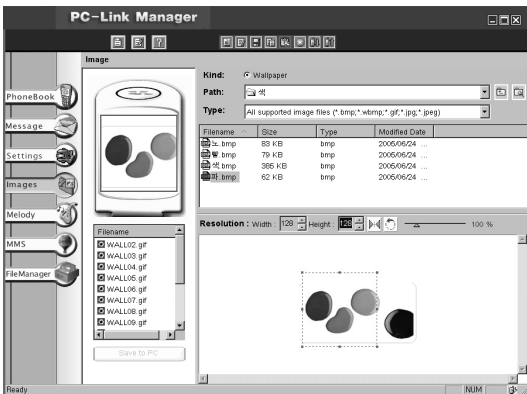 PC-Link Manager
Image
PhoneBook
Message
Settings
Images
Melody
MMS
FileManager
Kind: Wallpaper
Path: 색
Type: All supported image files (*.bmp;*.wbmp;*.gif;*.jpg;*.jpeg)
Filename Size Type Modified Date
노.bmp 83 KB bmp 2005/06/24 ...
.bmp 79 KB bmp 2005/06/24 ...
색.bmp 385 KB bmp 2005/06/24 ...
파.bmp 62 KB bmp 2005/06/24 ...
Resolution : Width : 128 Height : 128 100 %
Filename
WALL02.gif
WALL03.gif
WALL04.gif
WALL05.gif
WALL06.gif
WALL07.gif
WALL08.gif
WALL09.gif
Save to PC
Ready NUM